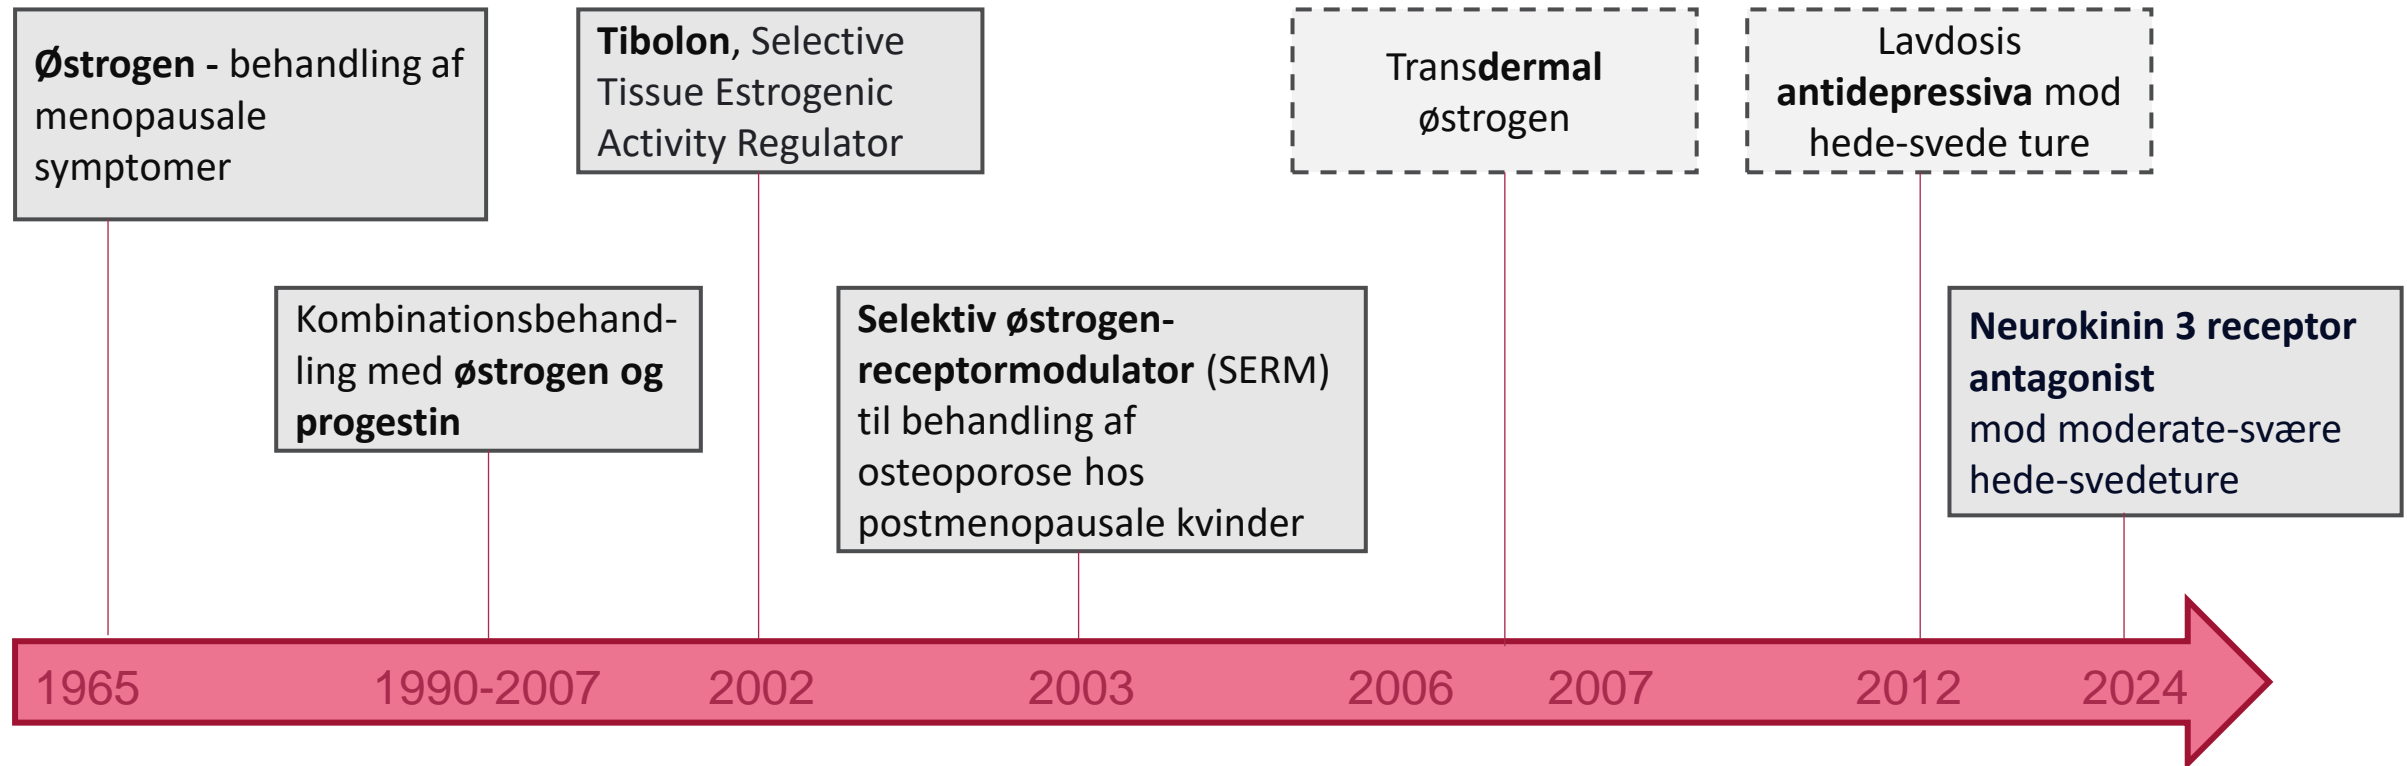 Østrogen - behandling af
menopausale
symptomer
Tibolon, Selective
Tissue Estrogenic
Activity Regulator
Transdermal
østrogen
Lavdosis
antidepressiva mod
hede-svede ture
Kombinationsbehand-
ling med østrogen og
progestin
Selektiv østrogen-
receptormodulator (SERM)
til behandling af
osteoporose hos
postmenopausale kvinder
Neurokinin 3 receptor
antagonist
mod moderate-svære
hede-svedeture
1965 1990-2007 2002 2003 2006 2007 2012 2024